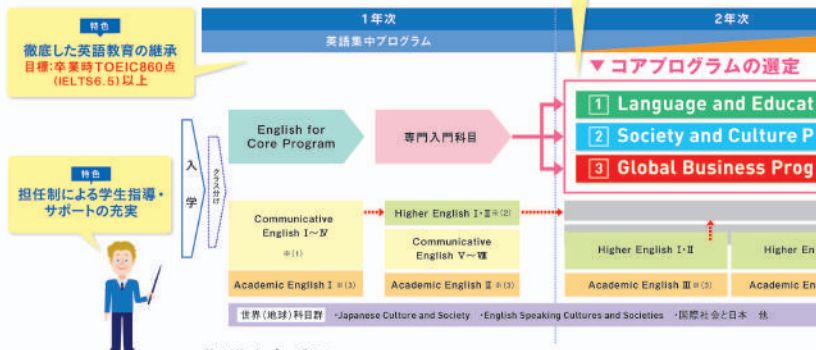 特色
徹底した英語教育の継承
目標:卒業時TOEIC860点
(IELTS6.5)以上
1年次
2年次
英語集中プログラム
▼コアプログラムの選定
1 Language and Educat
2 Society and Culture P
3 Global Business Prog
English for
Core Program
専門入門科目
入学
クラス分け
特色
担任制による学生指導・
サポートの充実
Communicative
English Ⅰ〜Ⅳ
※(1)
Higher English Ⅰ・Ⅱ※(2)
Communicative
English Ⅴ〜Ⅷ
Higher English Ⅰ・Ⅱ
Higher En
Academic English Ⅰ※(3)
Academic English Ⅱ※(3)
Academic English Ⅲ※(3)
Academic En
世界(地球)科目群 ・Japanese Culture and Society ・English Speaking Cultures and Societies ・国際社会と日本 他